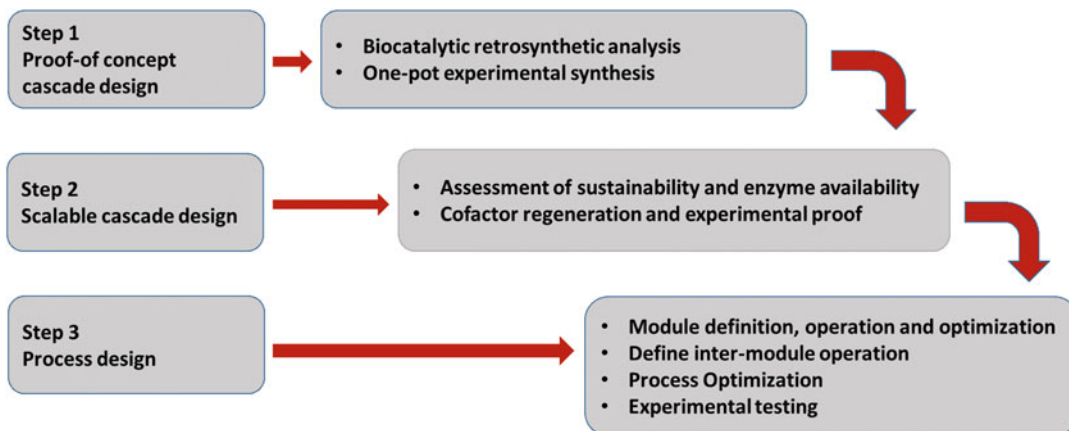 Step 1
Proof-of concept
cascade design
• Biocatalytic retrosynthetic analysis
• One-pot experimental synthesis
Step 2
Scalable cascade design
• Assessment of sustainability and enzyme availability
• Cofactor regeneration and experimental proof
Step 3
Process design
• Module definition, operation and optimization
• Define inter-module operation
• Process Optimization
• Experimental testing